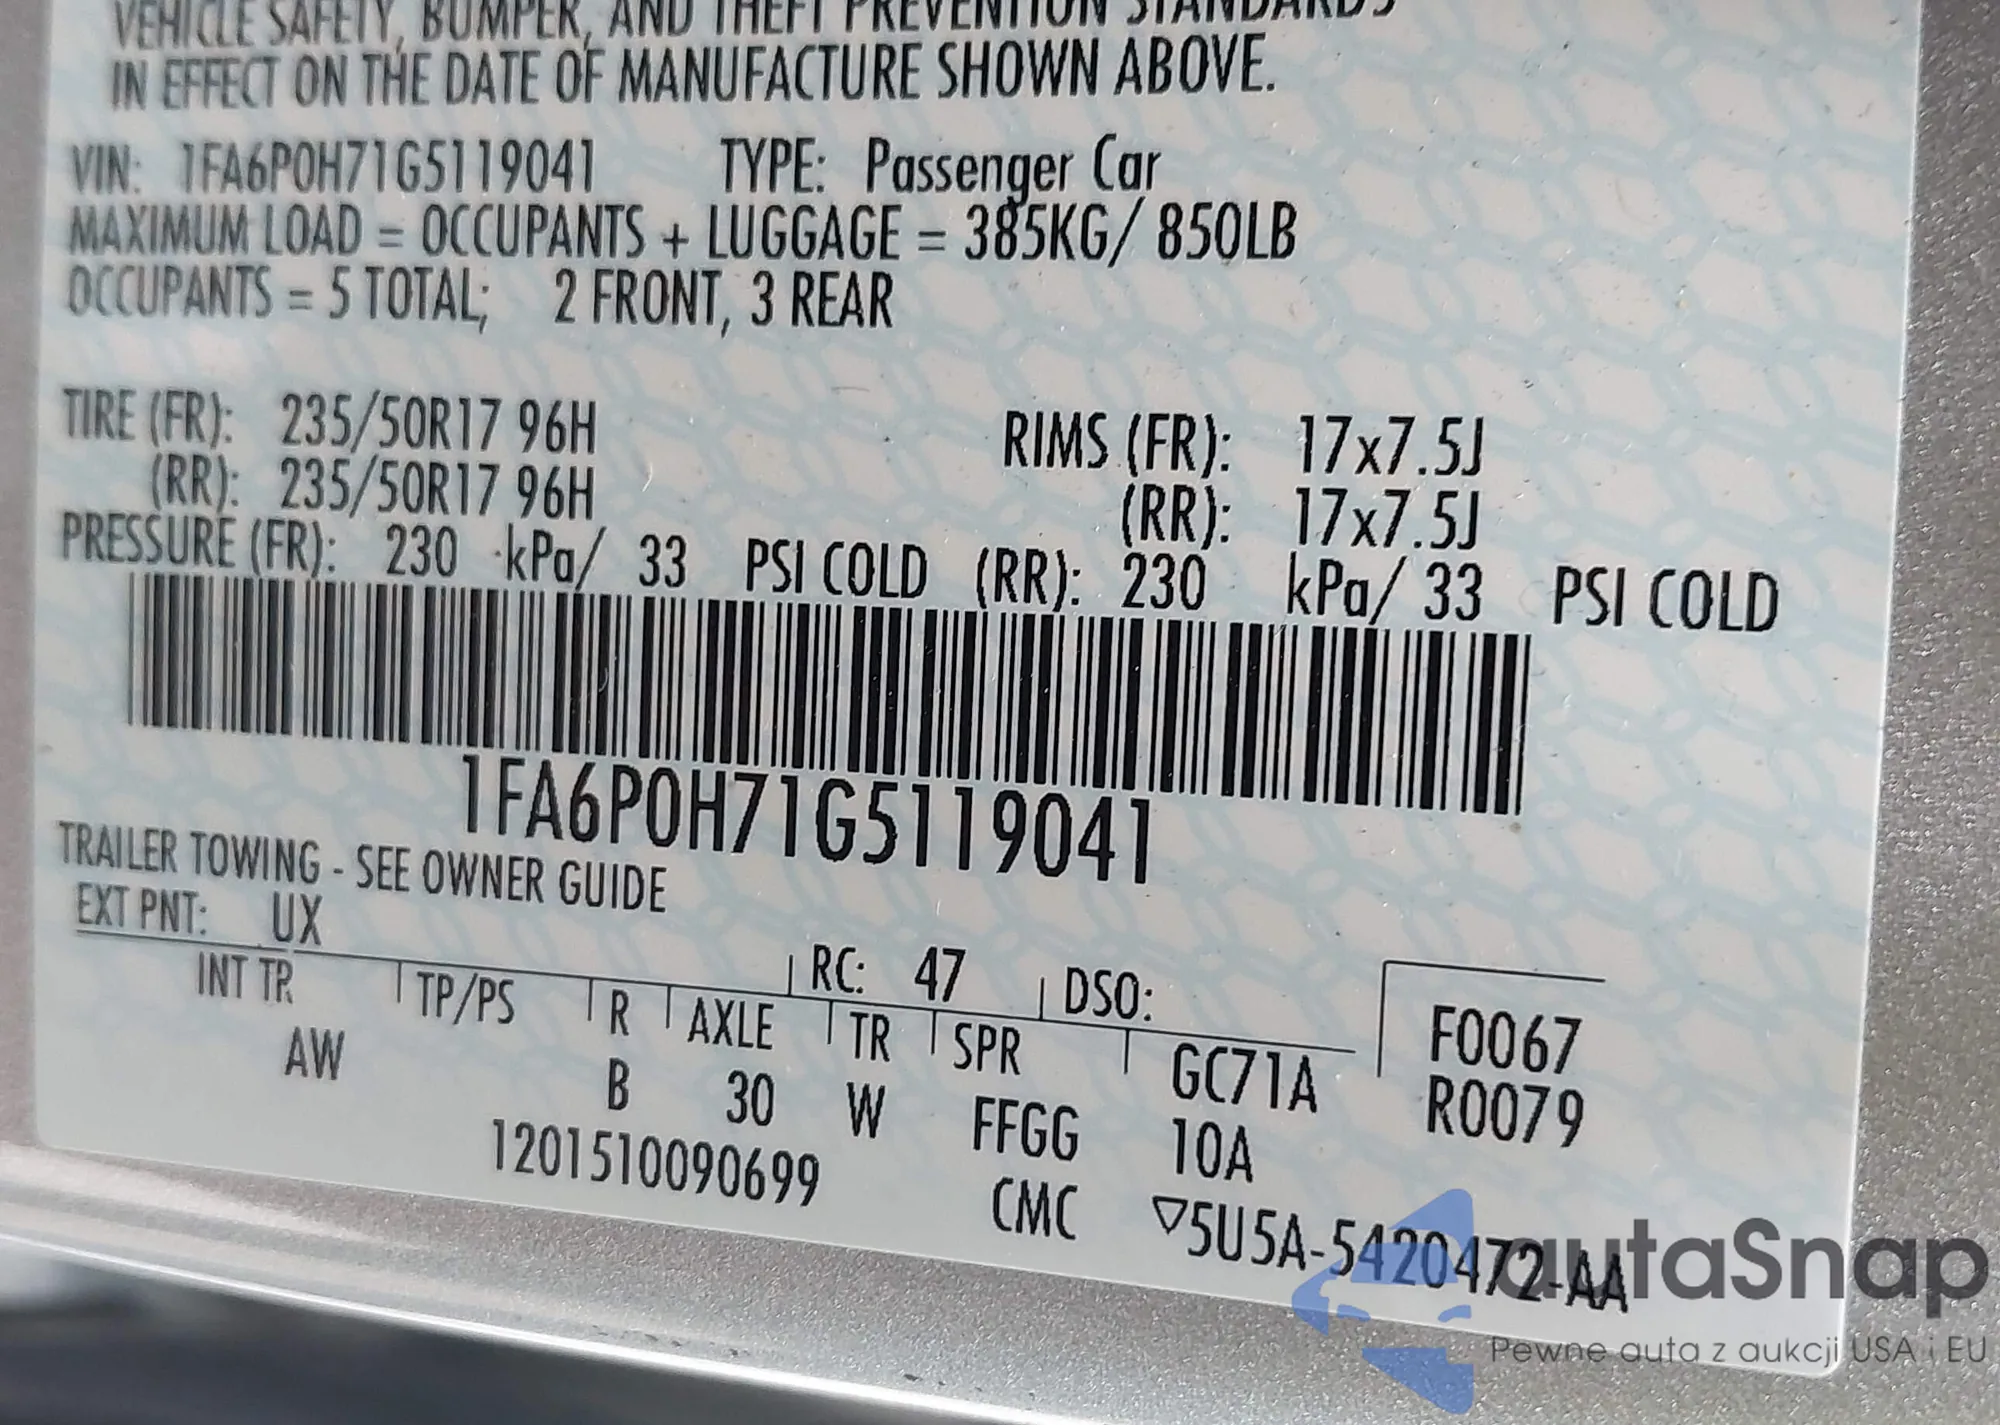 VEHICLE SAFETY, BUMPER, AND THEFT PREVENTION STANDARDS
IN EFFECT ON THE DATE OF MANUFACTURE SHOWN ABOVE.
VIN: 1FA6P0H71G5119041 TYPE: Passenger Car
MAXIMUM LOAD = OCCUPANTS + LUGGAGE = 385KG/ 850LB
OCCUPANTS = 5 TOTAL; 2 FRONT, 3 REAR
TIRE (FR): 235/50R17 96H RIMS (FR): 17x7.5J
(RR): 235/50R17 96H (RR): 17x7.5J
PRESSURE (FR): 230 kPa/ 33 PSI COLD (RR): 230 kPa/ 33 PSI COLD
1FA6P0H71G5119041
TRAILER TOWING - SEE OWNER GUIDE
EXT PNT: UX RC: 47 DSO:
INT TR TP/PS R AXLE TR SPR GC71A F0067
AW B 30 W FFGG 10A R0079
1201510090699 CMC ▽5U5A-5420472-AA
autaSnap
Pewne auta z aukcji USA i EU